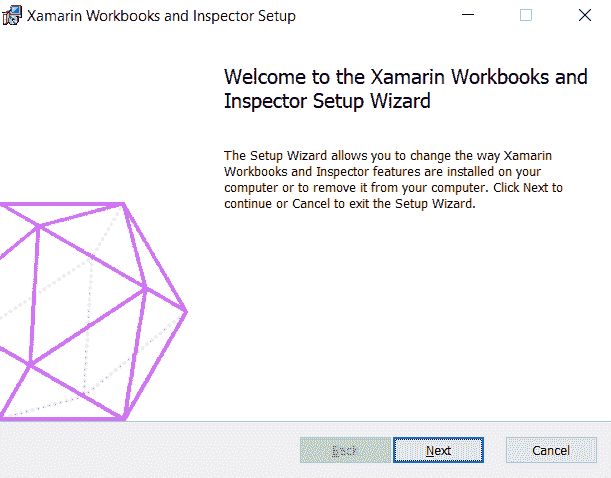 Xamarin Workbooks and Inspector Setup
Welcome to the Xamarin Workbooks and
Inspector Setup Wizard
The Setup Wizard allows you to change the way Xamarin
Workbooks and Inspector features are installed on your
computer or to remove it from your computer. Click Next to
continue or Cancel to exit the Setup Wizard.
Back
Next
Cancel